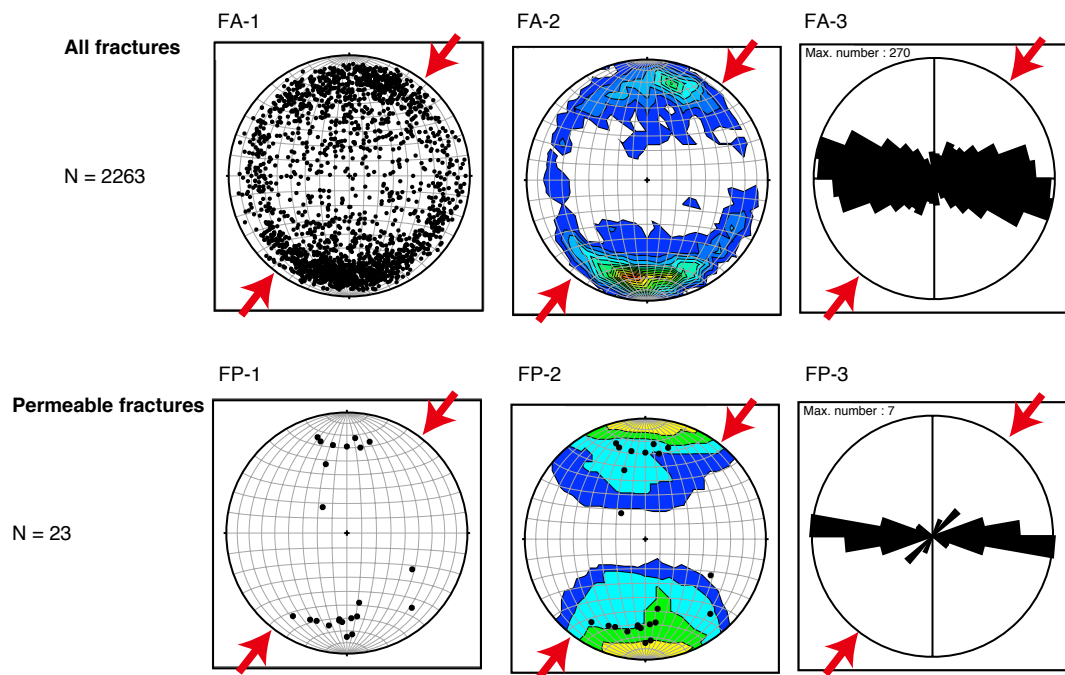 FA-1
FA-2
FA-3
All fractures
Max. number : 270
N = 2263
FP-1
FP-2
FP-3
Permeable fractures
Max. number : 7
N = 23